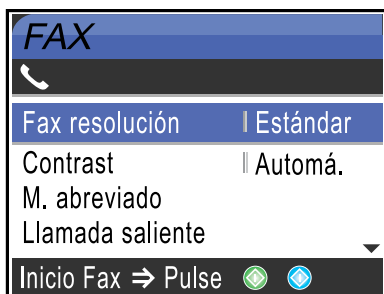 FAX
Fax resolución Estándar
Contrast Automá.
M. abreviado
Llamada saliente
Inicio Fax ⇒ Pulse